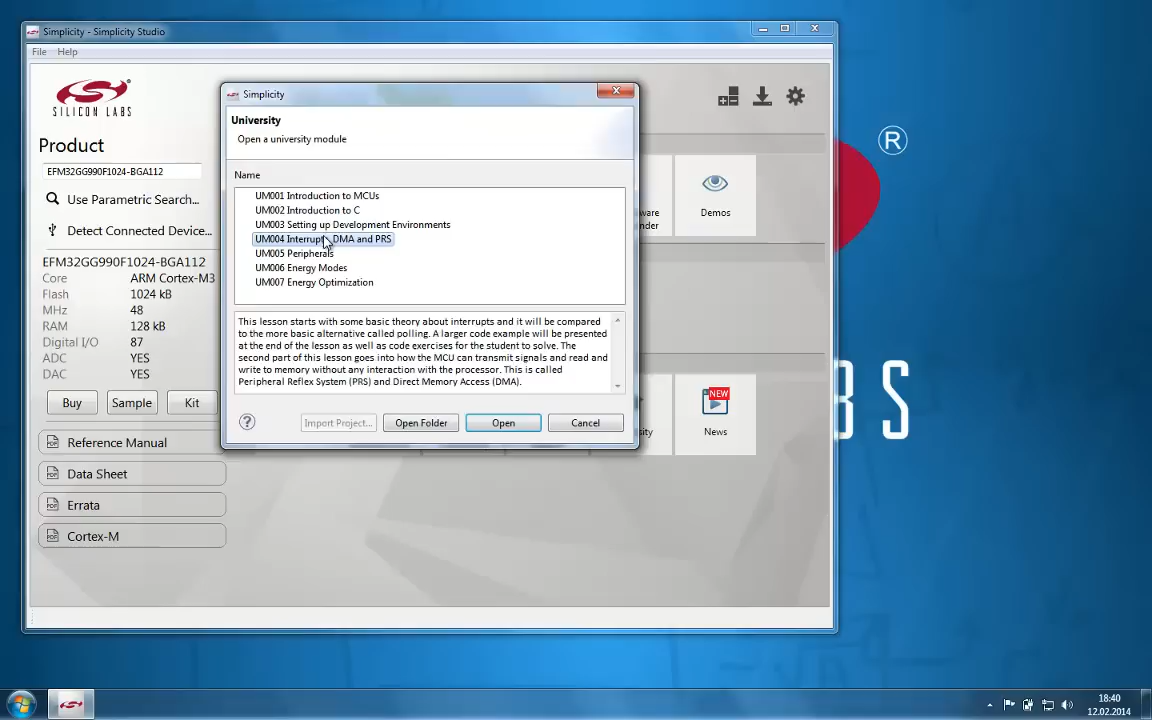 Simplicity - Simplicity Studio
File Help
SILICON LABS
Product
EFM32GG990F1024-BGA112
Use Parametric Search...
Detect Connected Device...
EFM32GG990F1024-BGA112
Core ARM Cortex-M3
Flash 1024 kB
MHz 48
RAM 128 kB
Digital I/O 87
ADC YES
DAC YES
Buy Sample Kit
Reference Manual
Data Sheet
Errata
Cortex-M
Simplicity
University
Open a university module
Name
UM001 Introduction to MCUs
UM002 Introduction to C
UM003 Setting up Development Environments
UM004 Interrupts, DMA and PRS
UM005 Peripherals
UM006 Energy Modes
UM007 Energy Optimization
This lesson starts with some basic theory about interrupts and it will be compared
to the more basic alternative called polling. A larger code example will be presented
at the end of the lesson as well as code exercises for the student to solve. The
second part of this lesson goes into how the MCU can transmit signals and read and
write to memory without any interaction with the processor. This is called
Peripheral Reflex System (PRS) and Direct Memory Access (DMA).
? Import Project... Open Folder Open Cancel
Demos
NEW
News
®
S
18:40
12.02.2014